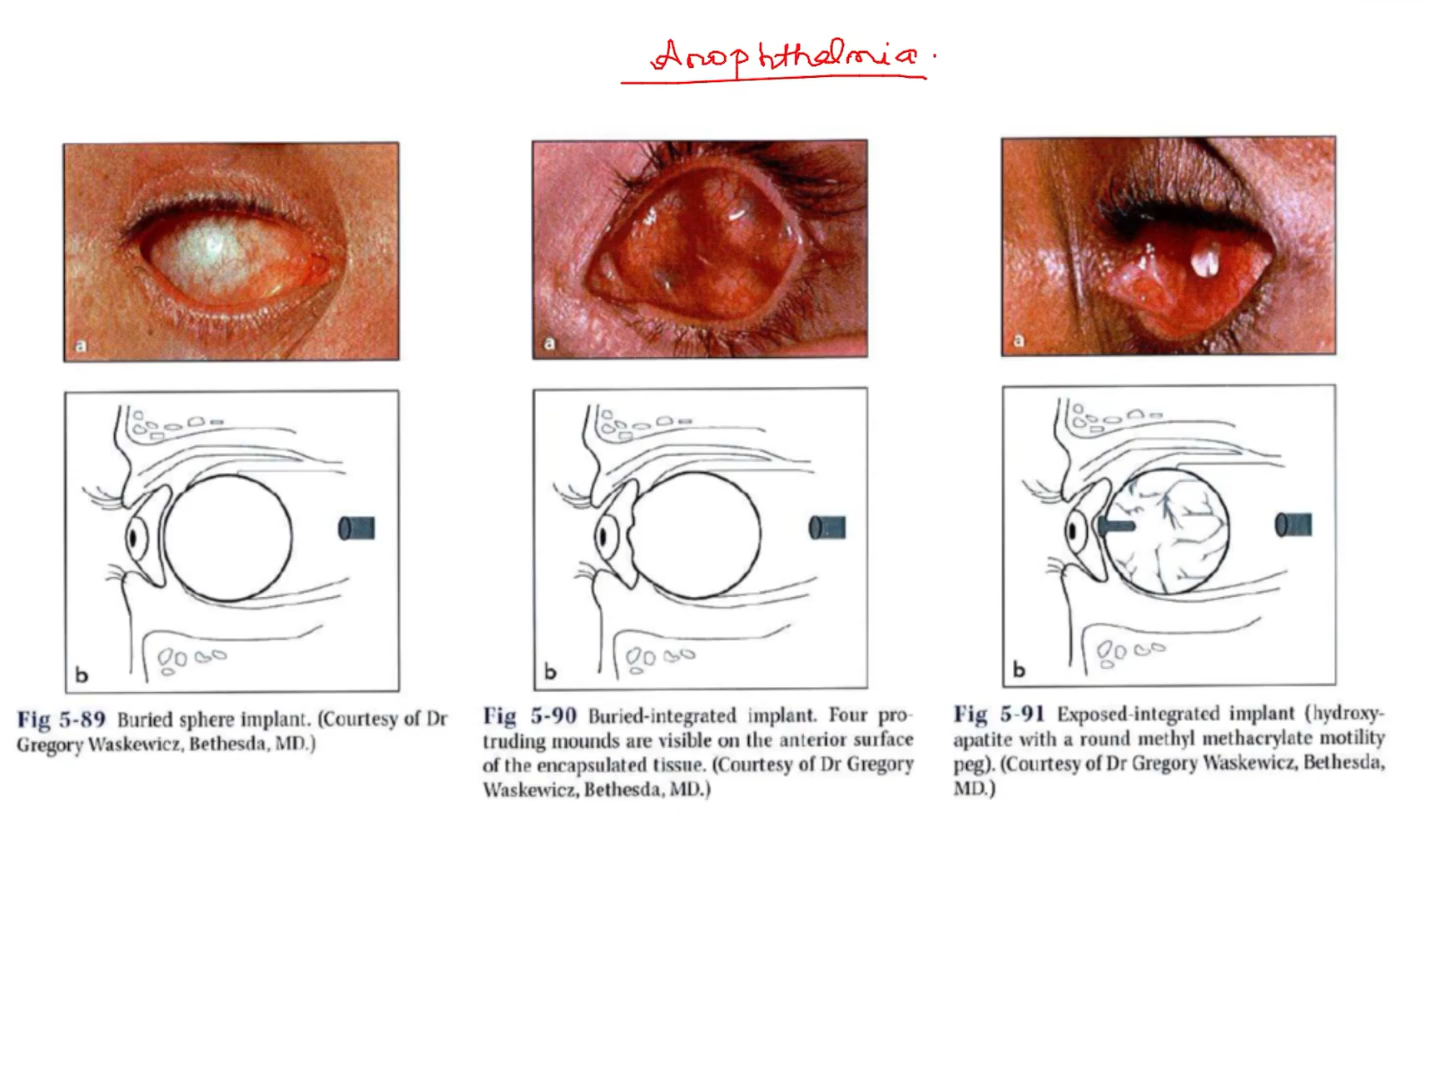 Anophthalmia.
a
a
a
b
b
b
Fig 5-89 Buried sphere implant. (Courtesy of Dr
Gregory Waskewicz, Bethesda, MD.)
Fig 5-90 Buried-integrated implant. Four pro-
truding mounds are visible on the anterior surface
of the encapsulated tissue. (Courtesy of Dr Gregory
Waskewicz, Bethesda, MD.)
Fig 5-91 Exposed-integrated implant (hydroxy-
apatite with a round methyl methacrylate motility
peg). (Courtesy of Dr Gregory Waskewicz, Bethesda,
MD.)